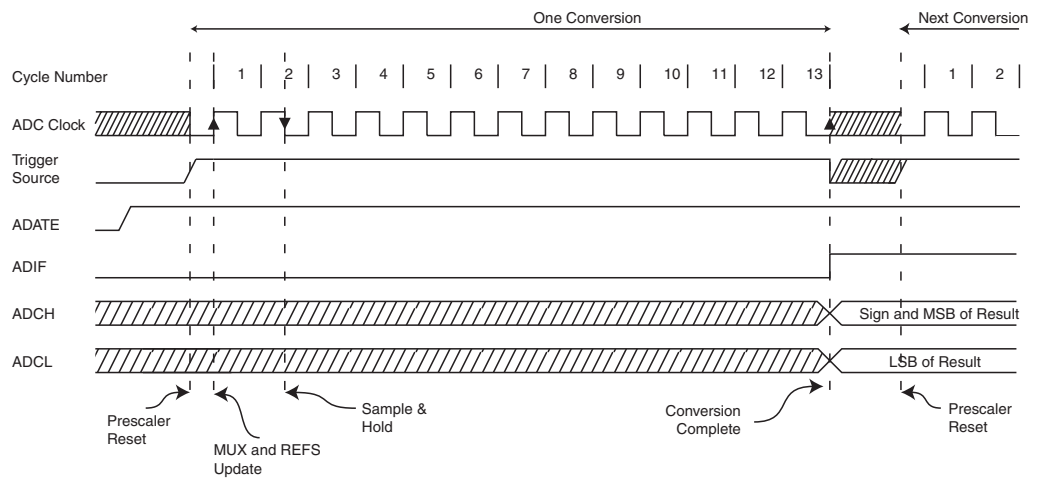 One Conversion
Next Conversion
Cycle Number
1 2 3 4 5 6 7 8 9 10 11 12 13 1 2
ADC Clock
Trigger
Source
ADATE
ADIF
ADCH
Sign and MSB of Result
ADCL
LSB of Result
Prescaler
Reset
MUX and REFS
Update
Sample &
Hold
Conversion
Complete
Prescaler
Reset